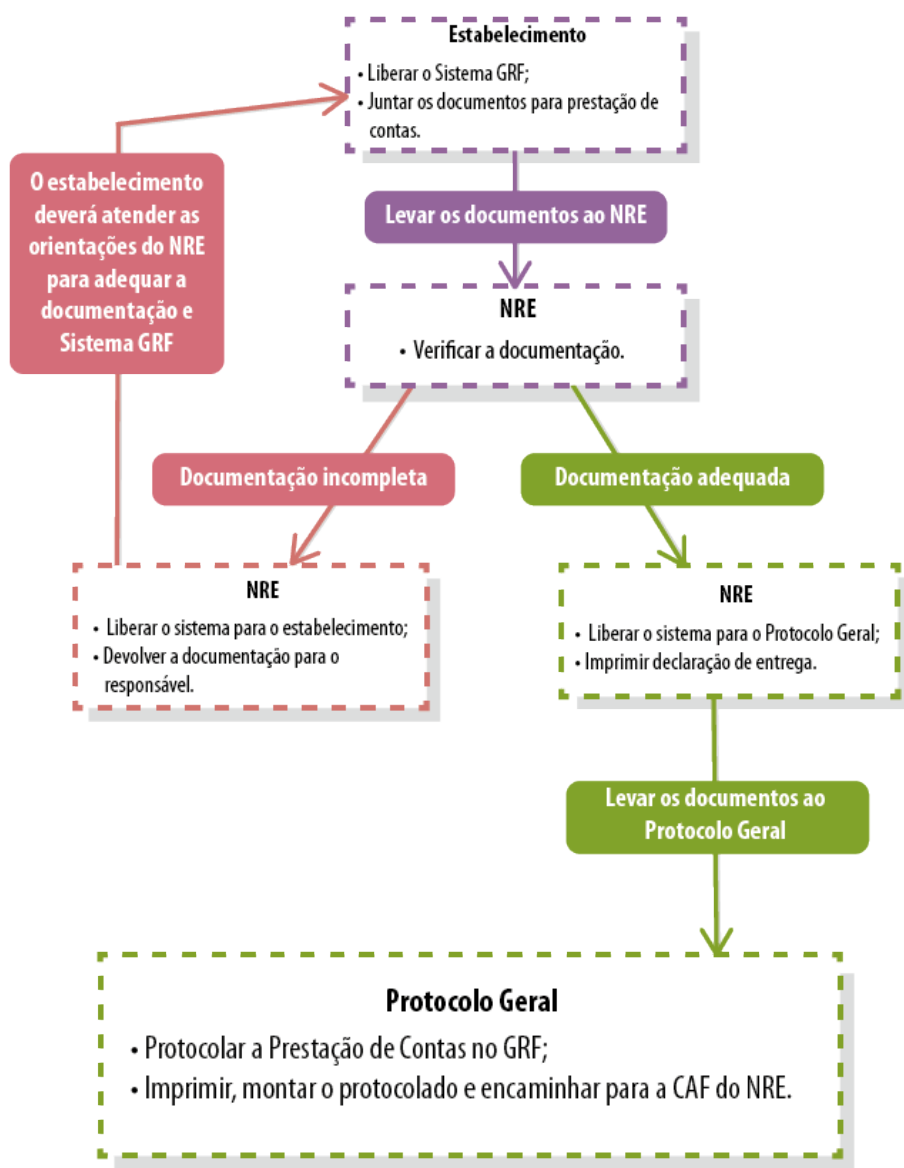 Estabelecimento
• Liberar o Sistema GRF;
• Juntar os documentos para prestação de
contas.
O estabelecimento
deverá atender as
orientações do NRE
para adequar a
documentação e
Sistema GRF
Levar os documentos ao NRE
NRE
• Verificar a documentação.
Documentação incompleta
Documentação adequada
NRE
• Liberar o sistema para o estabelecimento;
• Devolver a documentação para o
responsável.
NRE
• Liberar o sistema para o Protocolo Geral;
• Imprimir declaração de entrega.
Levar os documentos ao
Protocolo Geral
Protocolo Geral
• Protocolar a Prestação de Contas no GRF;
• Imprimir, montar o protocolado e encaminhar para a CAF do NRE.